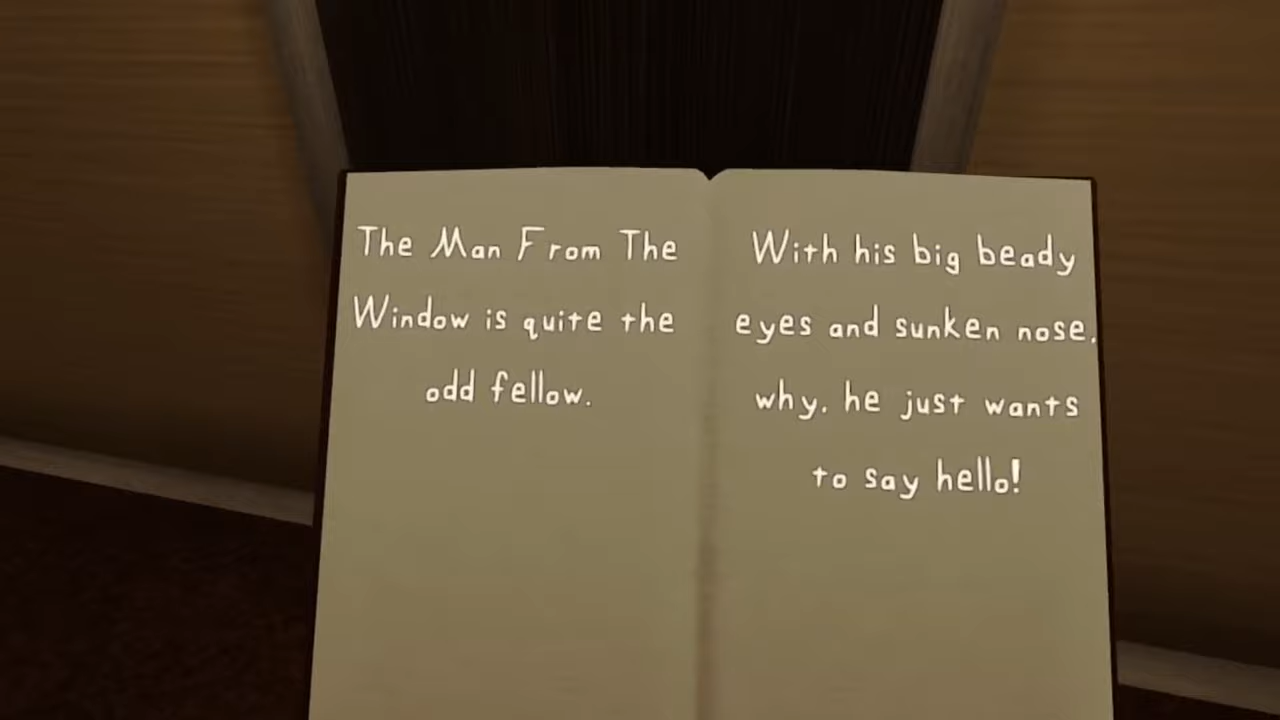 The Man From The
Window is quite the
odd fellow.
With his big beady
eyes and sunken nose,
why, he just wants
to say hello!